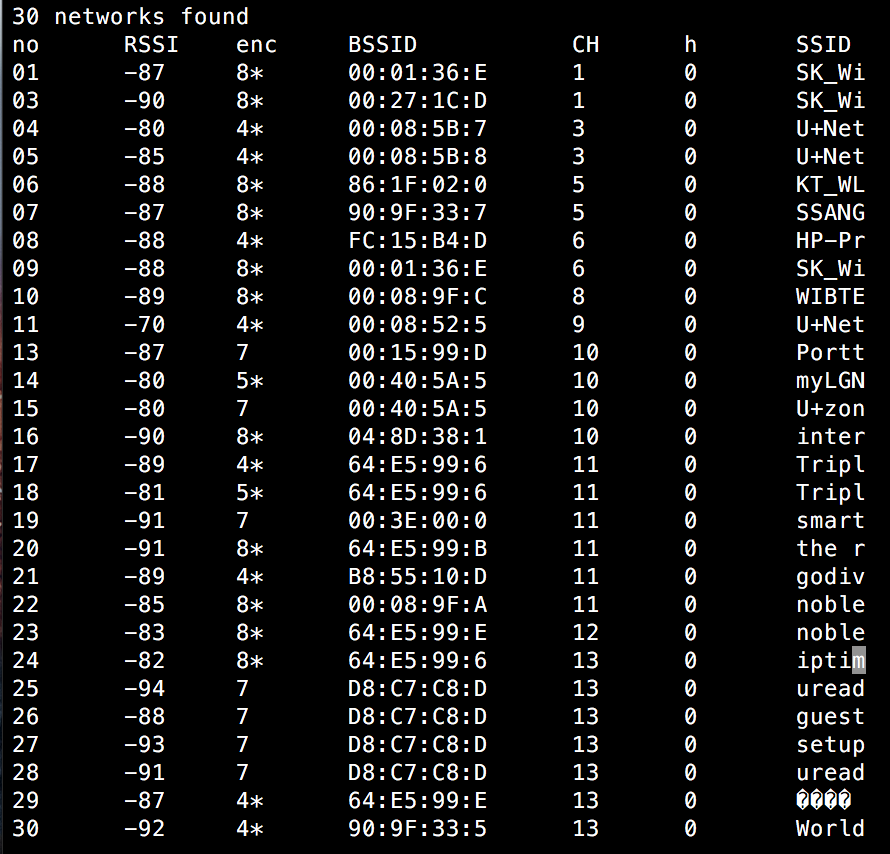 30 networks found
no RSSI enc BSSID CH h SSID
01 -87 8* 00:01:36:E 1 0 SK_Wi
03 -90 8* 00:27:1C:D 1 0 SK_Wi
04 -80 4* 00:08:5B:7 3 0 U+Net
05 -85 4* 00:08:5B:8 3 0 U+Net
06 -88 8* 86:1F:02:0 5 0 KT_WL
07 -87 8* 90:9F:33:7 5 0 SSANG
08 -88 4* FC:15:B4:D 6 0 HP-Pr
09 -88 8* 00:01:36:E 6 0 SK_Wi
10 -89 8* 00:08:9F:C 8 0 WIBTE
11 -70 4* 00:08:52:5 9 0 U+Net
13 -87 7 00:15:99:D 10 0 Portt
14 -80 5* 00:40:5A:5 10 0 myLGN
15 -80 7 00:40:5A:5 10 0 U+zon
16 -90 8* 04:8D:38:1 10 0 inter
17 -89 4* 64:E5:99:6 11 0 Tripl
18 -81 5* 64:E5:99:6 11 0 Tripl
19 -91 7 00:3E:00:0 11 0 smart
20 -91 8* 64:E5:99:B 11 0 the r
21 -89 4* B8:55:10:D 11 0 godiv
22 -85 8* 00:08:9F:A 11 0 noble
23 -83 8* 64:E5:99:E 12 0 noble
24 -82 8* 64:E5:99:6 13 0 iptim
25 -94 7 D8:C7:C8:D 13 0 uread
26 -88 7 D8:C7:C8:D 13 0 guest
27 -93 7 D8:C7:C8:D 13 0 setup
28 -91 7 D8:C7:C8:D 13 0 uread
29 -87 4* 64:E5:99:E 13 0 ����
30 -92 4* 90:9F:33:5 13 0 World